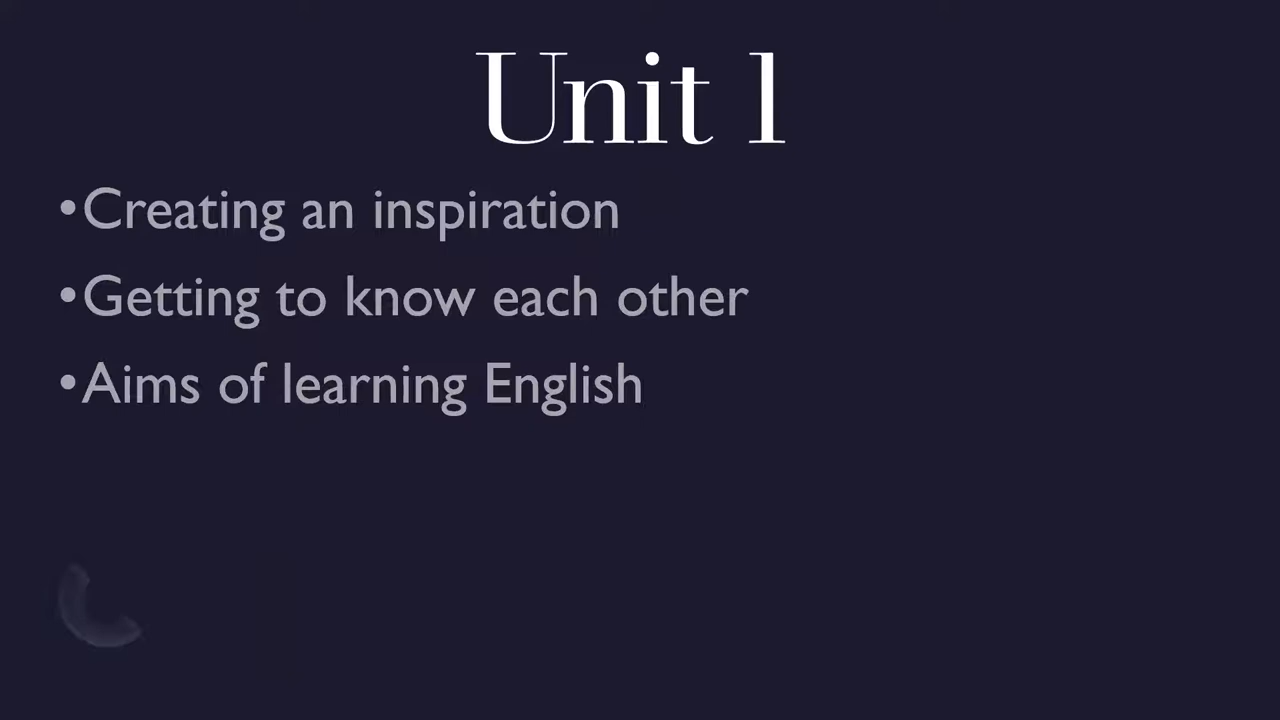 Unit 1
•Creating an inspiration
•Getting to know each other
•Aims of learning English